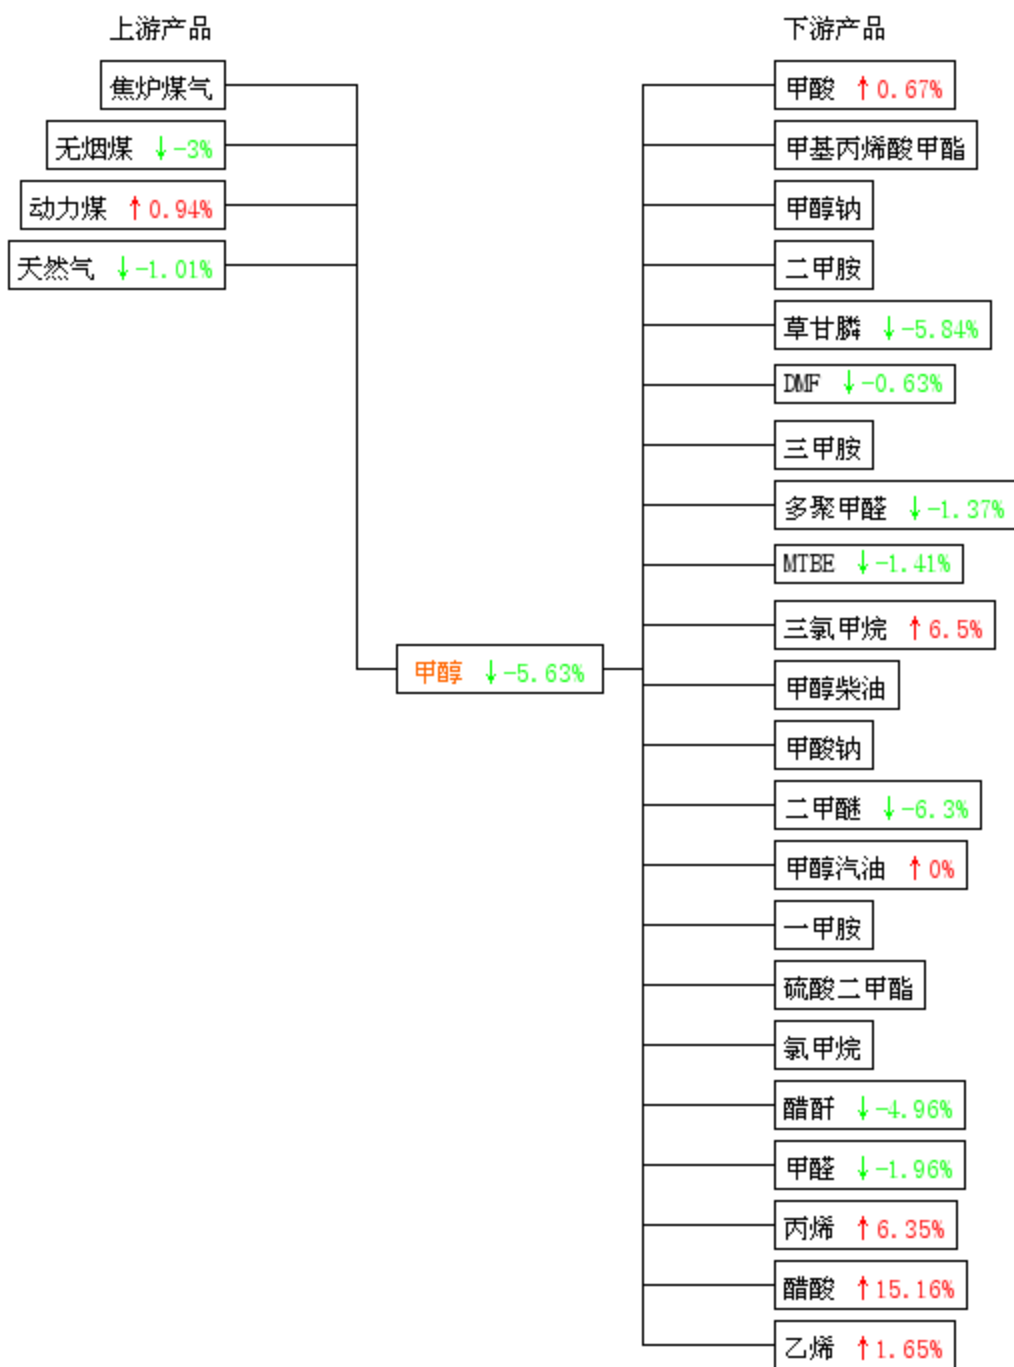 上游产品
焦炉煤气
无烟煤 ↓-3%
动力煤 ↑0.94%
天然气 ↓-1.01%
甲醇 ↓-5.63%
下游产品
甲酸 ↑0.67%
甲基丙烯酸甲酯
甲醇钠
二甲胺
草甘膦 ↓-5.84%
DMF ↓-0.63%
三甲胺
多聚甲醛 ↓-1.37%
MTBE ↓-1.41%
三氯甲烷 ↑6.5%
甲醇柴油
甲酸钠
二甲醚 ↓-6.3%
甲醇汽油 ↑0%
一甲胺
硫酸二甲酯
氯甲烷
醋酐 ↓-4.96%
甲醛 ↓-1.96%
丙烯 ↑6.35%
醋酸 ↑15.16%
乙烯 ↑1.65%